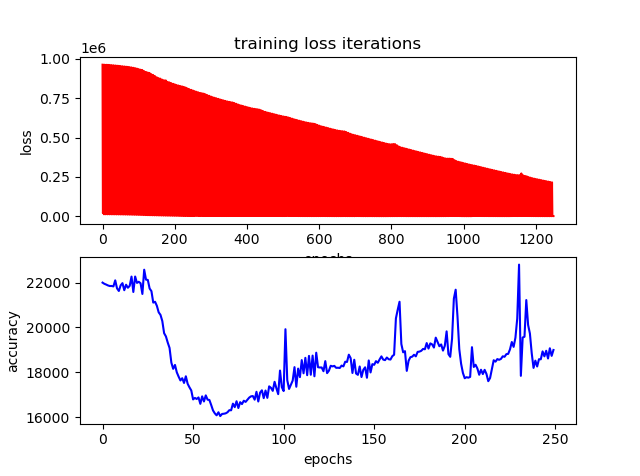 training loss iterations
1e6
1.00
0.75
0.50
0.25
0.00
loss
0 200 400 600 800 1000 1200
epochs
22000
20000
18000
16000
accuracy
0 50 100 150 200 250
epochs